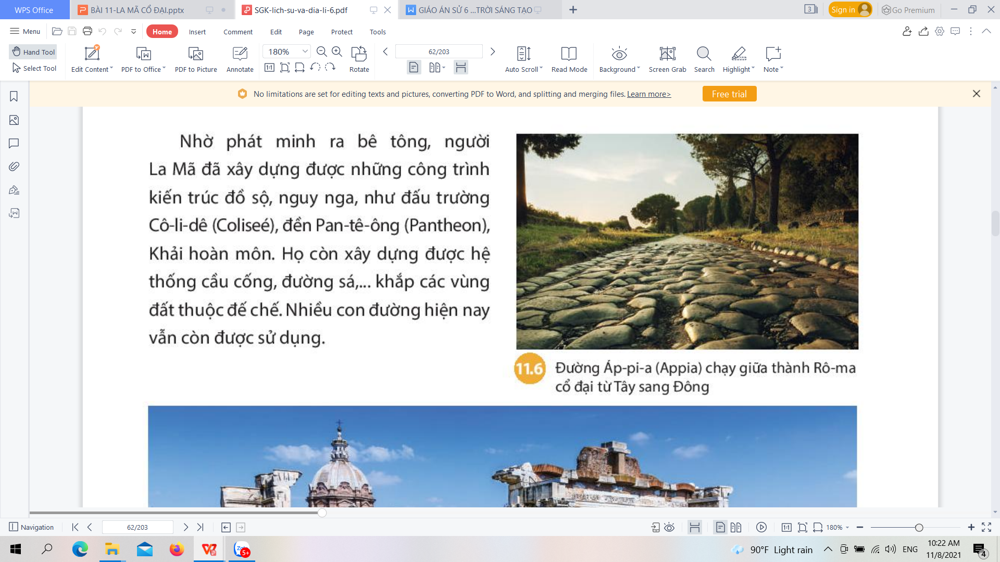 WPS Office
BÀI 11-LA MÃ CỔ ĐẠI.pptx
SGK-lich-su-va-dia-li-6.pdf
GIÁO ÁN SỬ 6 ...TRỜI SÁNG TẠO
3
Sign in
Go Premium
Menu
Home
Insert
Comment
Edit
Page
Protect
Tools
Hand Tool
Select Tool
Edit Content
PDF to Office
PDF to Picture
Annotate
180%
1:1
Rotate
62/203
Auto Scroll
Read Mode
Background
Screen Grab
Search
Highlight
Note
No limitations are set for editing texts and pictures, converting PDF to Word, and splitting and merging files. Learn more>
Free trial
Nhờ phát minh ra bê tông, người
La Mã đã xây dựng được những công trình
kiến trúc đồ sộ, nguy nga, như đấu trường
Cô-li-dê (Coliseé), đền Pan-tê-ông (Pantheon),
Khải hoàn môn. Họ còn xây dựng được hệ
thống cầu cống, đường sá,... khắp các vùng
đất thuộc đế chế. Nhiều con đường hiện nay
vẫn còn được sử dụng.
11.6
Đường Áp-pi-a (Appia) chạy giữa thành Rô-ma
cổ đại từ Tây sang Đông
Navigation
62/203
1:1
180%
5+
90°F Light rain
ENG
10:22 AM
11/8/2021
4